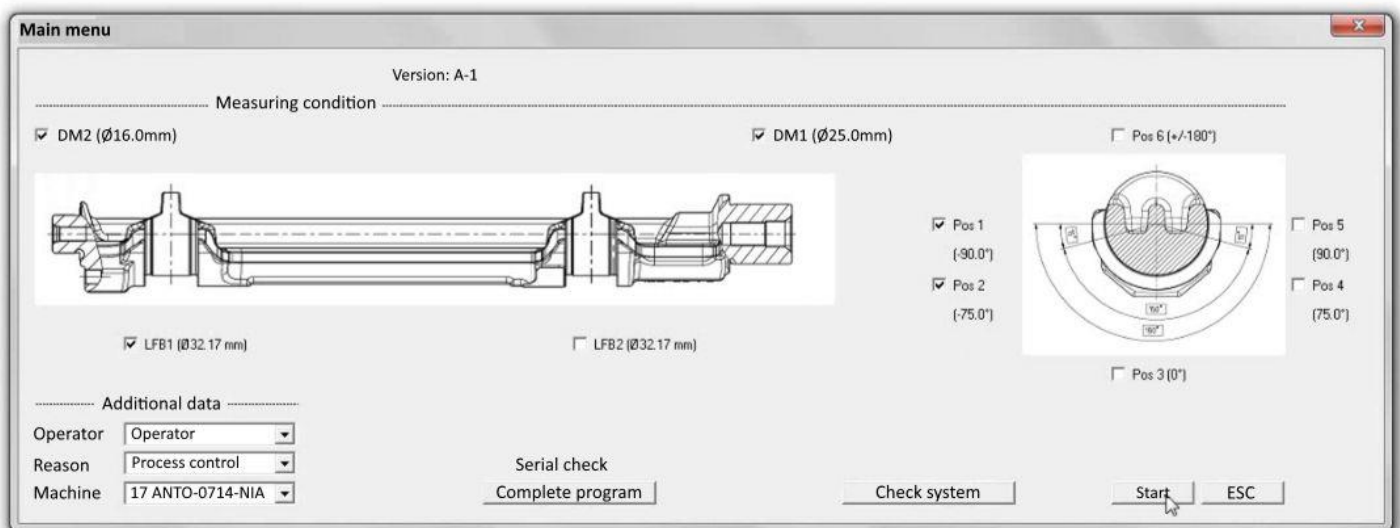 Main menu
Version: A-1
Measuring condition
DM2 (Ø16.0mm)
DM1 (Ø25.0mm)
Pos 6 (+/-180°)
Pos 1
(-90.0°)
Pos 5
(90.0°)
Pos 2
(-75.0°)
Pos 4
(75.0°)
150°
180°
LFB1 (Ø32.17 mm)
LFB2 (Ø32.17 mm)
Pos 3 (0°)
Additional data
Operator Operator
Reason Process control
Serial check
Machine 17 ANTO-0714-NIA
Complete program
Check system
Start
ESC